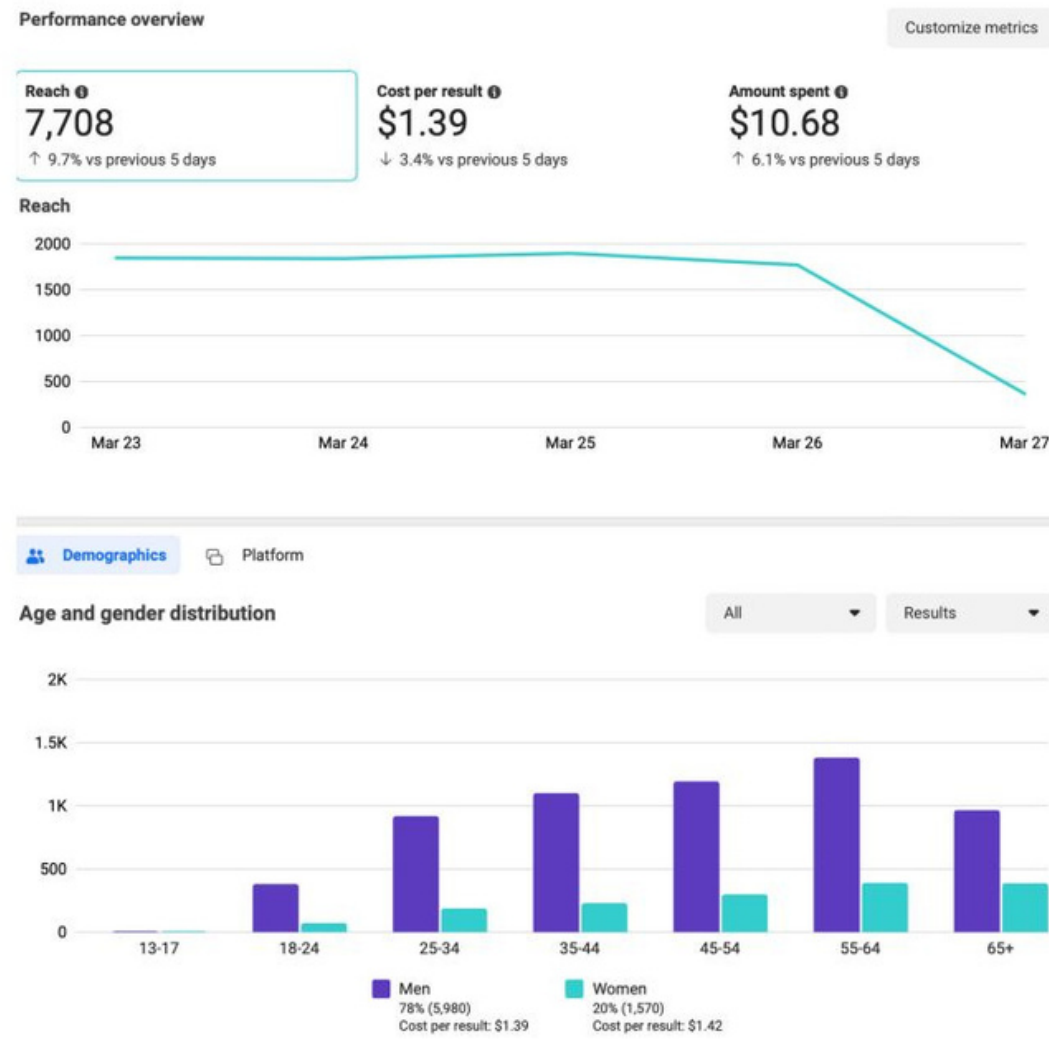 Performance overview
Customize metrics
Reach
7,708
↑ 9.7% vs previous 5 days
Cost per result
$1.39
↓ 3.4% vs previous 5 days
Amount spent
$10.68
↑ 6.1% vs previous 5 days
Reach
2000
1500
1000
500
0
Mar 23 Mar 24 Mar 25 Mar 26 Mar 27
Demographics Platform
Age and gender distribution
All Results
2K
1.5K
1K
500
0
13-17 18-24 25-34 35-44 45-54 55-64 65+
Men
78% (5,980)
Cost per result: $1.39
Women
20% (1,570)
Cost per result: $1.42